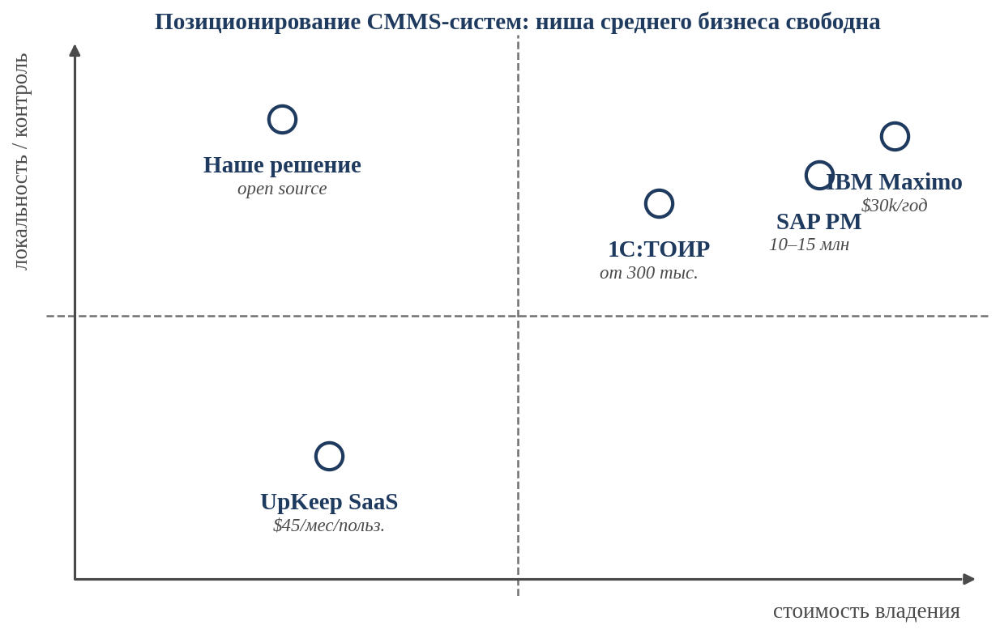 Позиционирование CMMS-систем: ниша среднего бизнеса свободна
локальность / контроль
Наше решение
open source
IBM Maximo
$30k/год
SAP PM
10–15 млн
1С:ТОИР
от 300 тыс.
UpKeep SaaS
$45/мес/польз.
стоимость владения